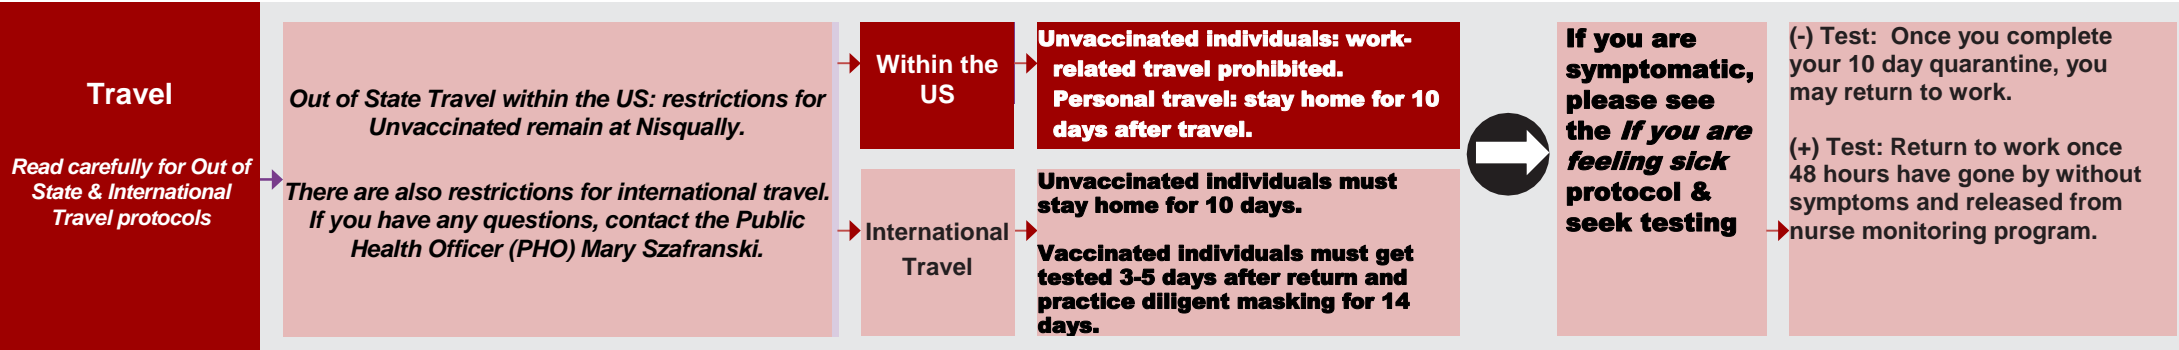 Travel
Read carefully for Out of
State & International
Travel protocols
Out of State Travel within the US: restrictions for
Unvaccinated remain at Nisqually.
There are also restrictions for international travel.
If you have any questions, contact the Public
Health Officer (PHO) Mary Szafranski.
Within the
US
Unvaccinated individuals: work-
related travel prohibited.
Personal travel: stay home for 10
days after travel.
International
Travel
Unvaccinated individuals must
stay home for 10 days.
Vaccinated individuals must get
tested 3-5 days after return and
practice diligent masking for 14
days.
If you are
symptomatic,
please see
the If you are
feeling sick
protocol &
seek testing
(-) Test:  Once you complete
your 10 day quarantine, you
may return to work.
(+) Test: Return to work once
48 hours have gone by without
symptoms and released from
nurse monitoring program.